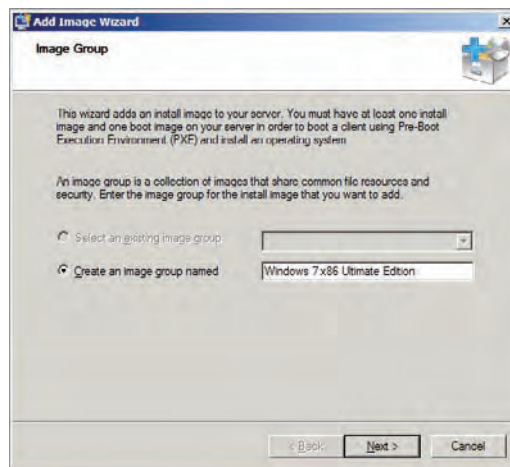 Add Image Wizard
Image Group
This wizard adds an install image to your server. You must have at least one install
image and one boot image on your server in order to boot a client using Pre-Boot
Execution Environment (PXE) and install an operating system
An image group is a collection of images that share common file resources and
security. Enter the image group for the install image that you want to add.
Select an existing image group
Create an image group named
Windows 7x86 Ultimate Edtion
< Back
Next >
Cancel